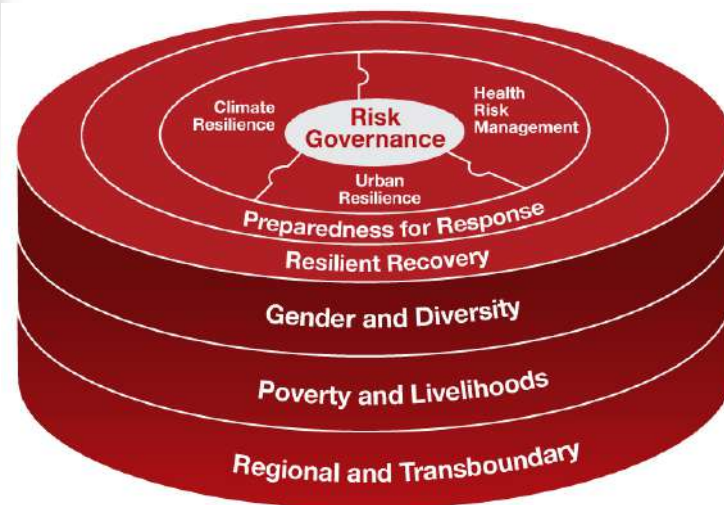 Climate
Resilience
Health
Risk
Management
Risk
Governance
Urban
Resilience
Preparedness for Response
Resilient Recovery
Gender and Diversity
Poverty and Livelihoods
Regional and Transboundary